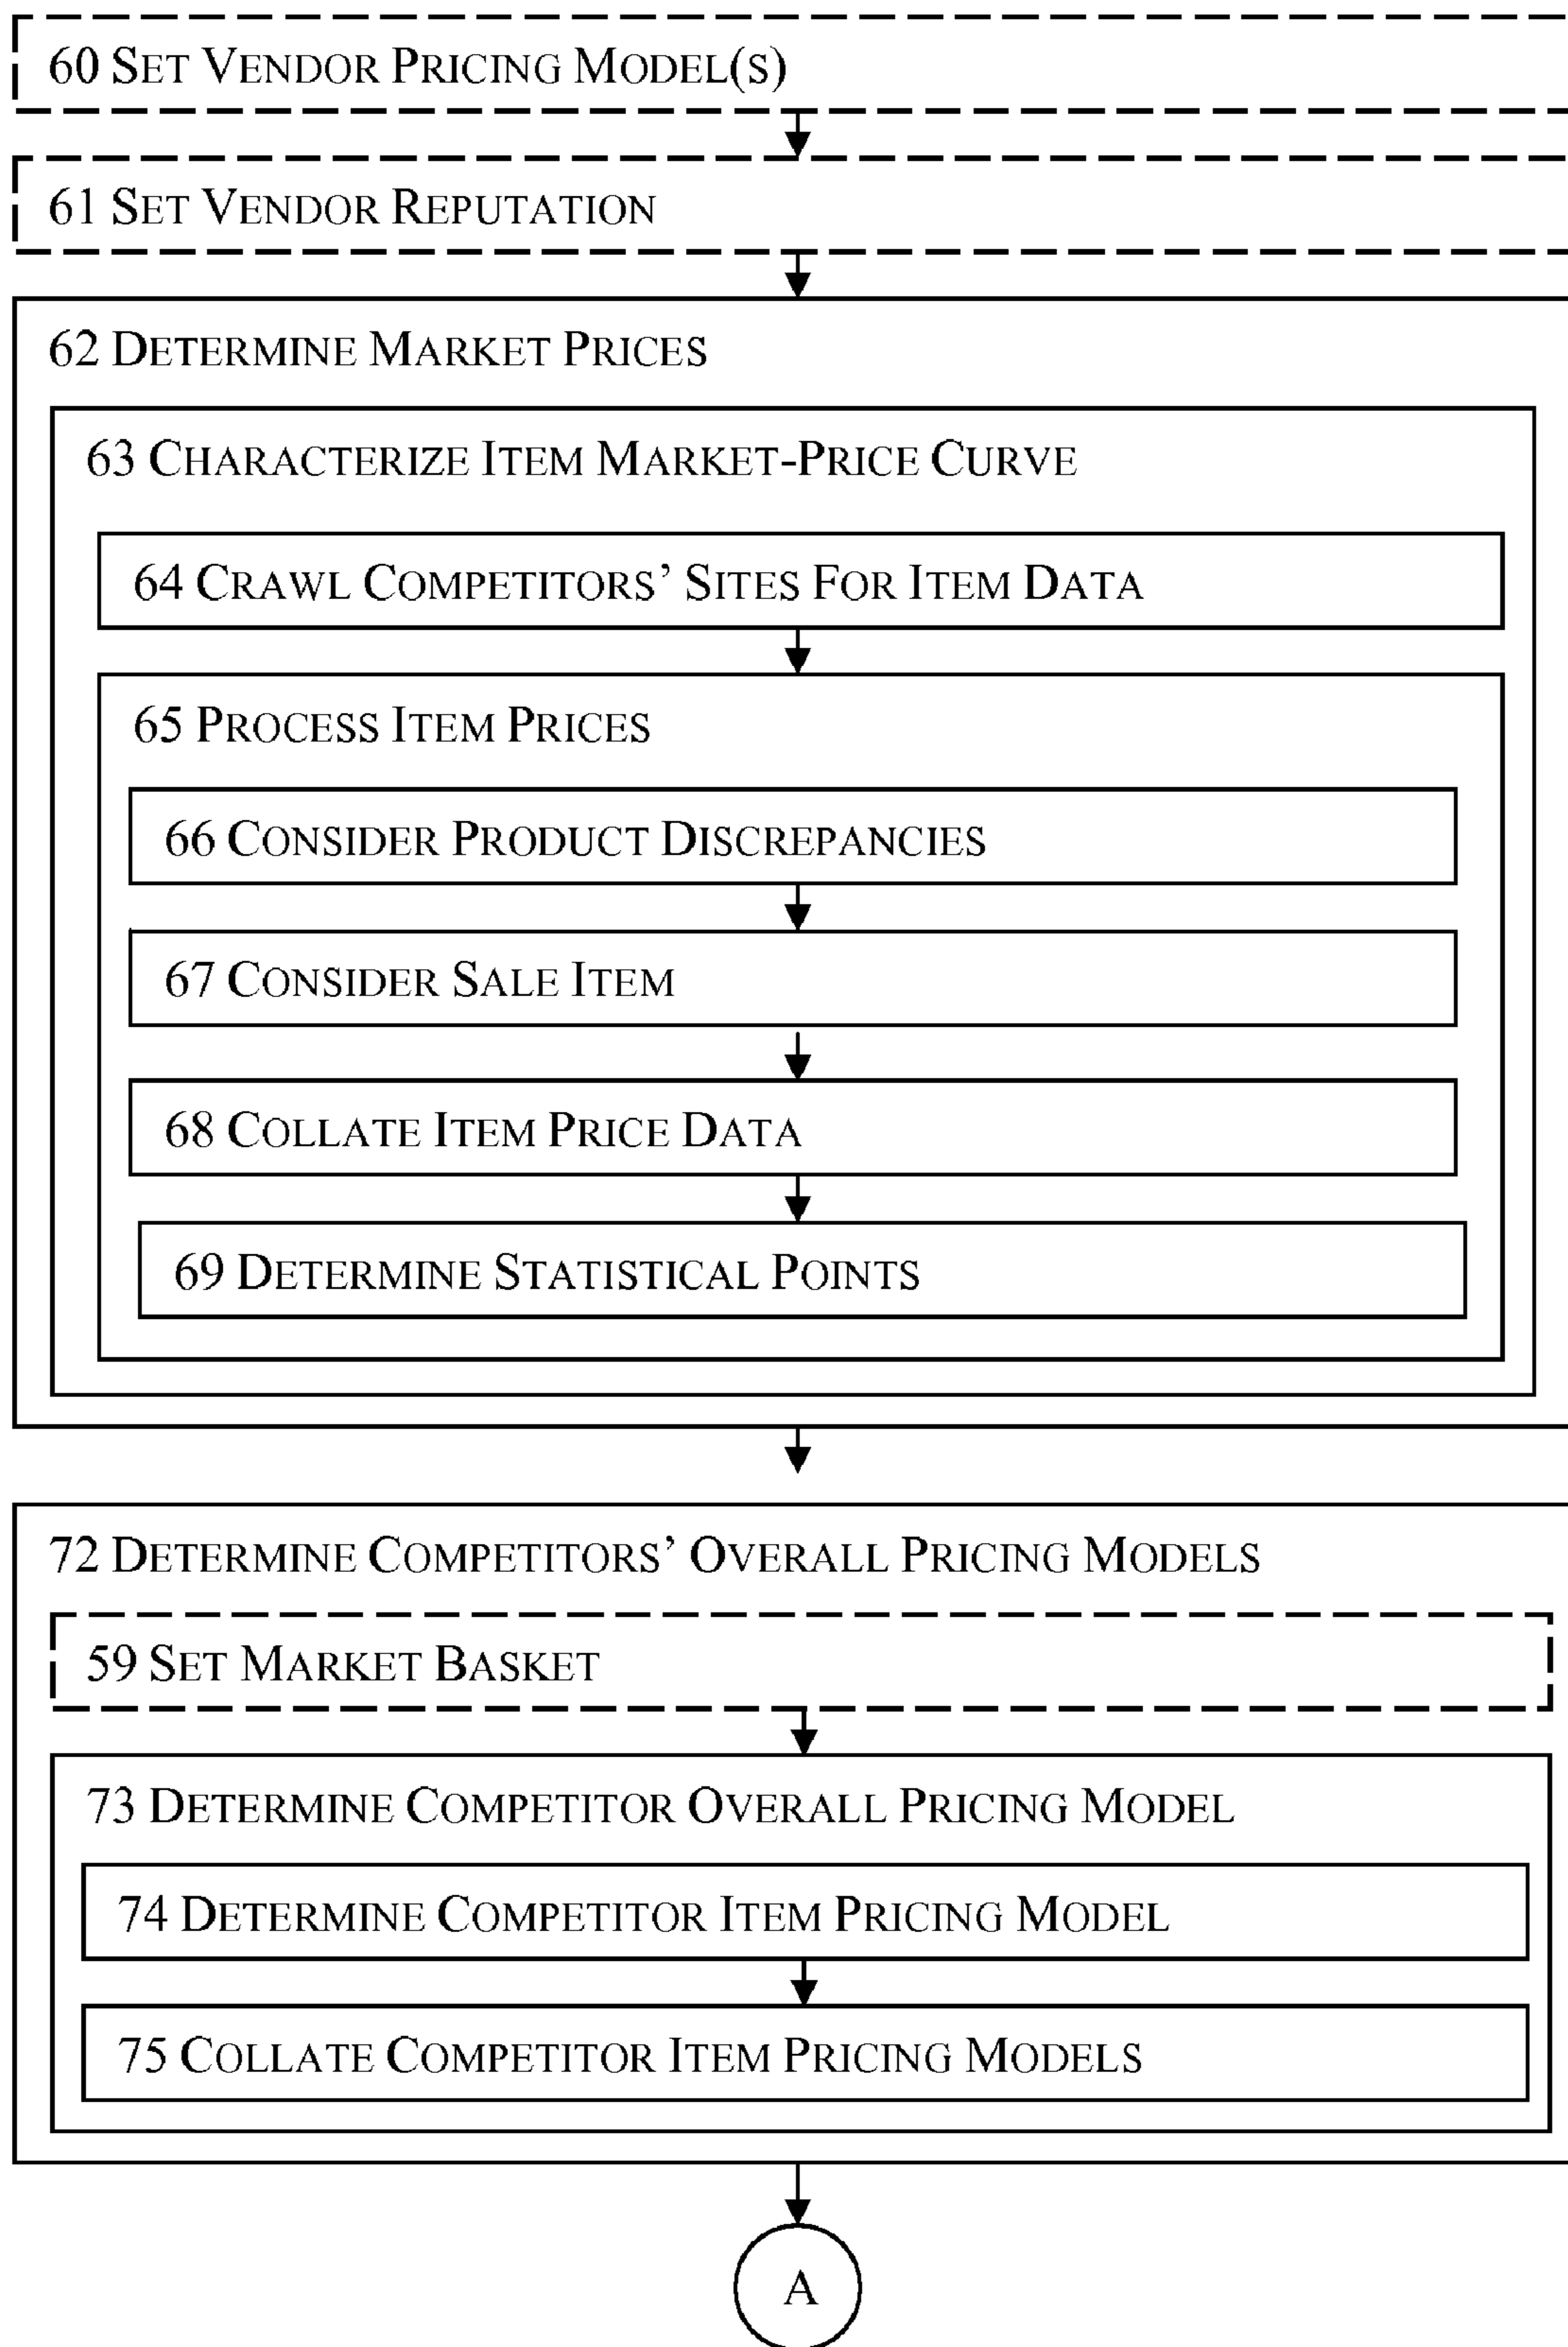 60 SET VENDOR PRICING MODEL(S)
61 SET VENDOR REPUTATION
62 DETERMINE MARKET PRICES
63 CHARACTERIZE ITEM MARKET-PRICE CURVE
64 CRAWL COMPETITORS' SITES FOR ITEM DATA
65 PROCESS ITEM PRICES
66 CONSIDER PRODUCT DISCREPANCIES
67 CONSIDER SALE ITEM
68 COLLATE ITEM PRICE DATA
69 DETERMINE STATISTICAL POINTS
72 DETERMINE COMPETITORS' OVERALL PRICING MODELS
59 SET MARKET BASKET
73 DETERMINE COMPETITOR OVERALL PRICING MODEL
74 DETERMINE COMPETITOR ITEM PRICING MODEL
75 COLLATE COMPETITOR ITEM PRICING MODELS
A